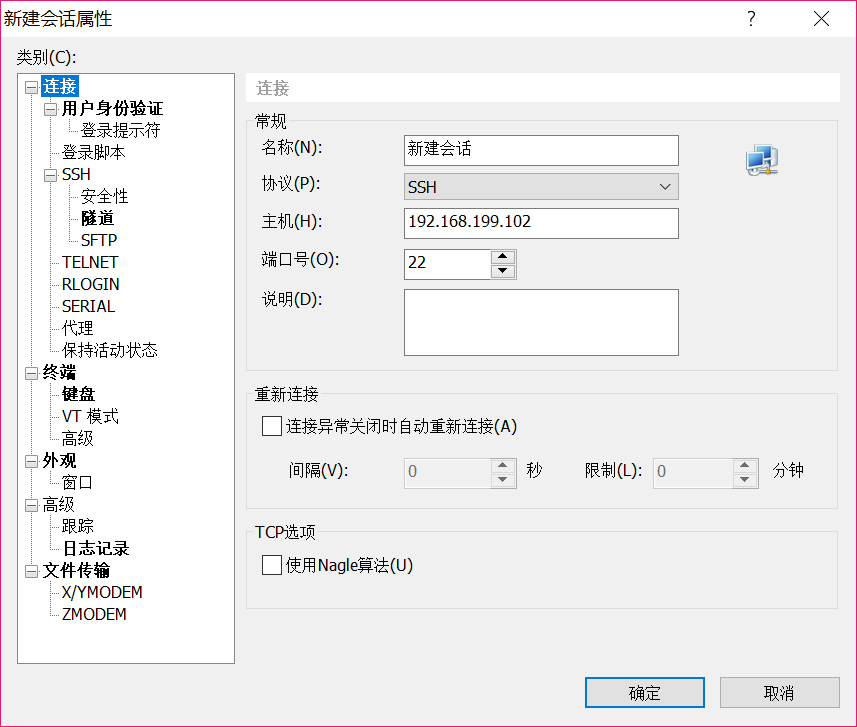 新建会话属性
?
类别(C):
连接
用户身份验证
登录提示符
登录脚本
SSH
安全性
隧道
SFTP
TELNET
RLOGIN
SERIAL
代理
保持活动状态
终端
键盘
VT 模式
高级
外观
窗口
高级
跟踪
日志记录
文件传输
X/YMODEM
ZMODEM
连接
常规
名称(N): 新建会话
协议(P): SSH
主机(H): 192.168.199.102
端口号(O): 22
说明(D):
重新连接
连接异常关闭时自动重新连接(A)
间隔(V): 0 秒 限制(L): 0 分钟
TCP选项
使用Nagle算法(U)
确定 取消